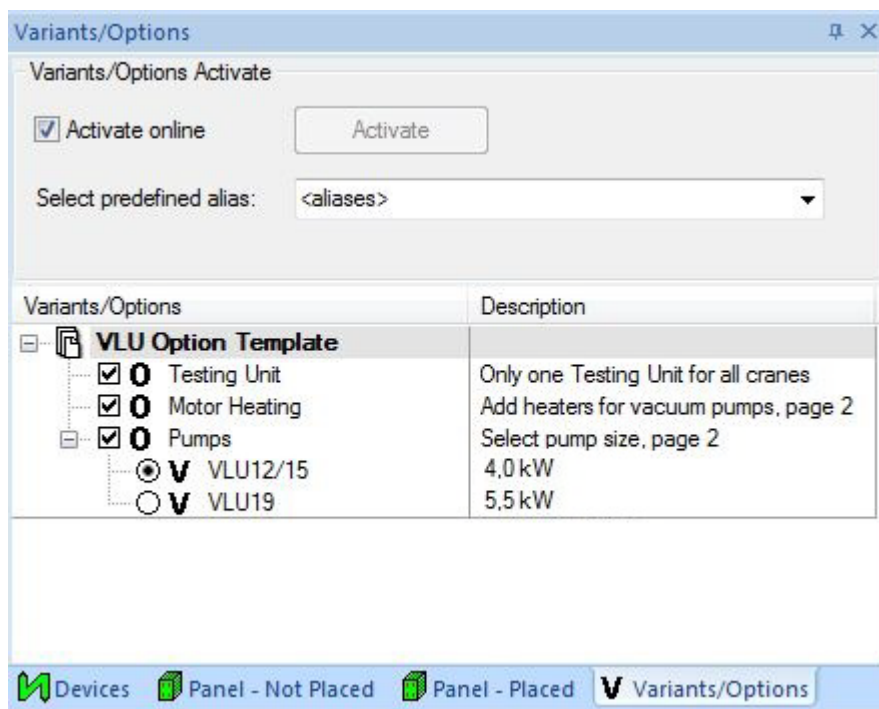 Variants/Options
Variants/Options Activate
Activate online Activate
Select predefined alias: <aliases>
Variants/Options Description
VLU Option Template
O Testing Unit Only one Testing Unit for all cranes
O Motor Heating Add heaters for vacuum pumps, page 2
O Pumps Select pump size, page 2
V VLU12/15 4,0 kW
V VLU19 5,5 kW
Devices Panel - Not Placed Panel - Placed V Variants/Options